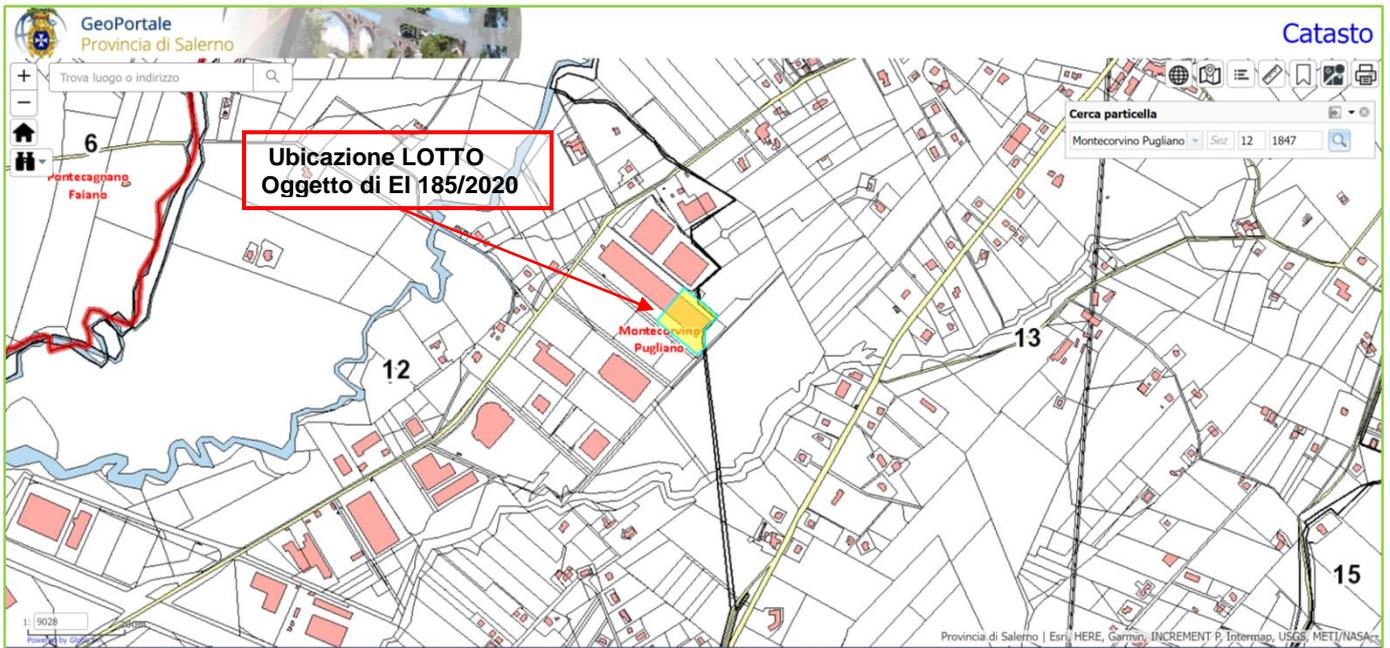 GeoPortale
Provincia di Salerno
Catasto
+
Trova luogo o indirizzo
−
6
Pontecagnano
Faiano
Ubicazione LOTTO
Oggetto di EI 185/2020
Cerca particella
Montecorvino Pugliano Sez 12 1847
Montecorvino
Pugliano
12
13
15
1: 9028
200m
Provincia di Salerno | Esri, HERE, Garmin, INCREMENT P, Intermap, USGS, METI/NASA